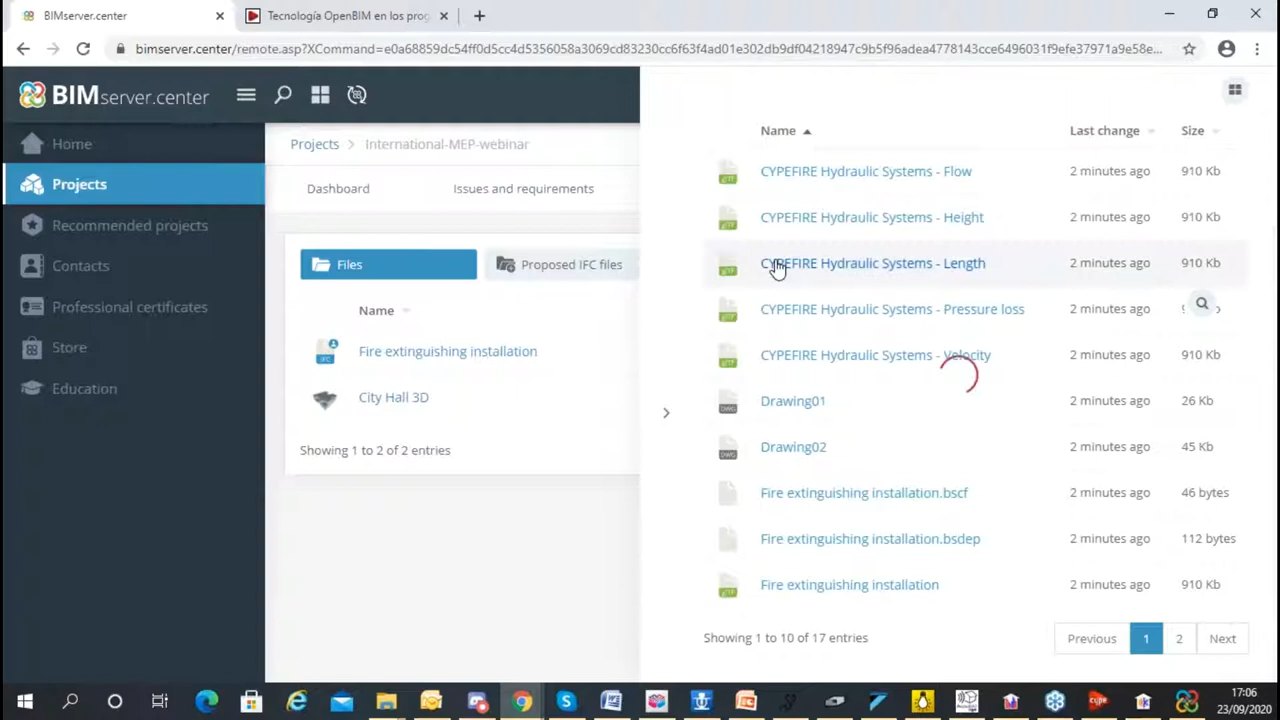 BIMserver.center
Tecnología OpenBIM en los prog
bimserver.center/remote.asp?XCommand=e0a68859dc54ff0d5cc4d5356058a3069cd83230cc6f63f4ad01e302db9df04218947c9b5f96adea4778143cce6496031f9efe37971a9e58e...
BIMserver.center
Home
Projects
Recommended projects
Contacts
Professional certificates
Store
Education
Projects > International-MEP-webinar
Dashboard Issues and requirements
Files Proposed IFC files
Name
Fire extinguishing installation
City Hall 3D
Showing 1 to 2 of 2 entries
Name Last change Size
CYPEFIRE Hydraulic Systems - Flow 2 minutes ago 910 Kb
CYPEFIRE Hydraulic Systems - Height 2 minutes ago 910 Kb
CYPEFIRE Hydraulic Systems - Length 2 minutes ago 910 Kb
CYPEFIRE Hydraulic Systems - Pressure loss 2 minutes ago
CYPEFIRE Hydraulic Systems - Velocity 2 minutes ago 910 Kb
Drawing01 2 minutes ago 26 Kb
Drawing02 2 minutes ago 45 Kb
Fire extinguishing installation.bscf 2 minutes ago 46 bytes
Fire extinguishing installation.bsdep 2 minutes ago 112 bytes
Fire extinguishing installation 2 minutes ago 910 Kb
Showing 1 to 10 of 17 entries
Previous 1 2 Next
17:06
23/09/2020